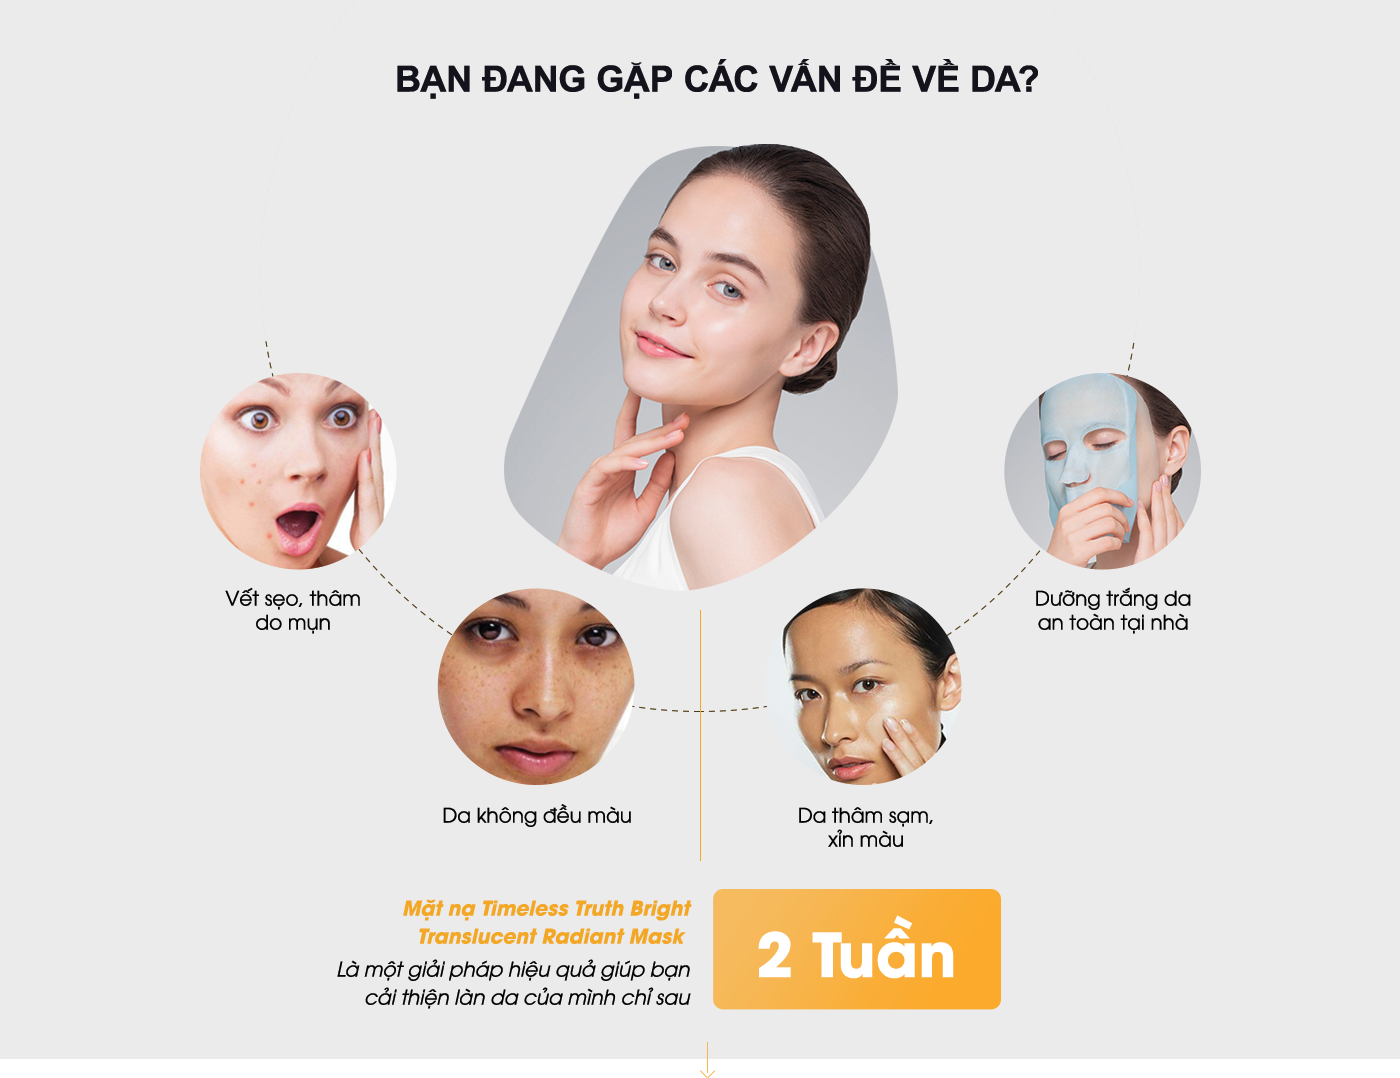 BẠN ĐANG GẶP CÁC VẤN ĐỀ VỀ DA?
Vết sẹo, thâm
do mụn
Da không đều màu
Da thâm sạm,
xỉn màu
Dưỡng trắng da
an toàn tại nhà
Mặt nạ Timeless Truth Bright
Translucent Radiant Mask
Là một giải pháp hiệu quả giúp bạn
cải thiện làn da của mình chỉ sau
2 Tuần